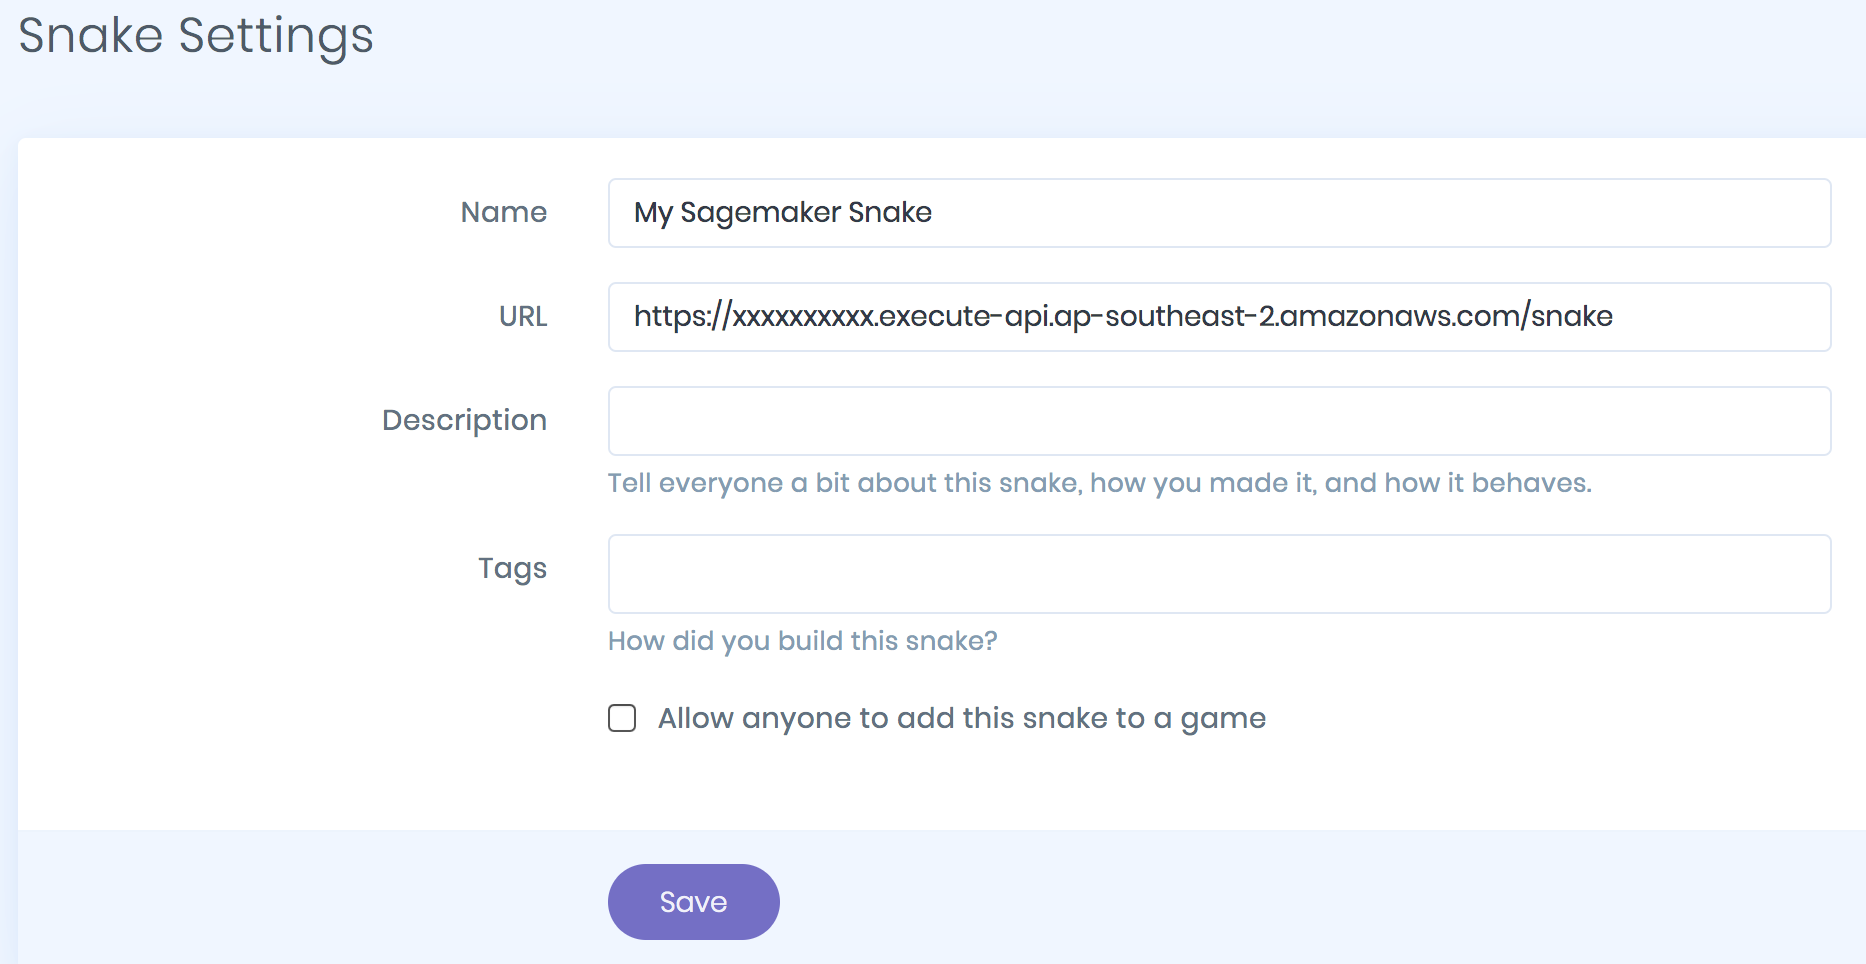 Snake Settings
Name
My Sagemaker Snake
URL
https://xxxxxxxxxx.execute-api.ap-southeast-2.amazonaws.com/snake
Description
Tell everyone a bit about this snake, how you made it, and how it behaves.
Tags
How did you build this snake?
Allow anyone to add this snake to a game
Save